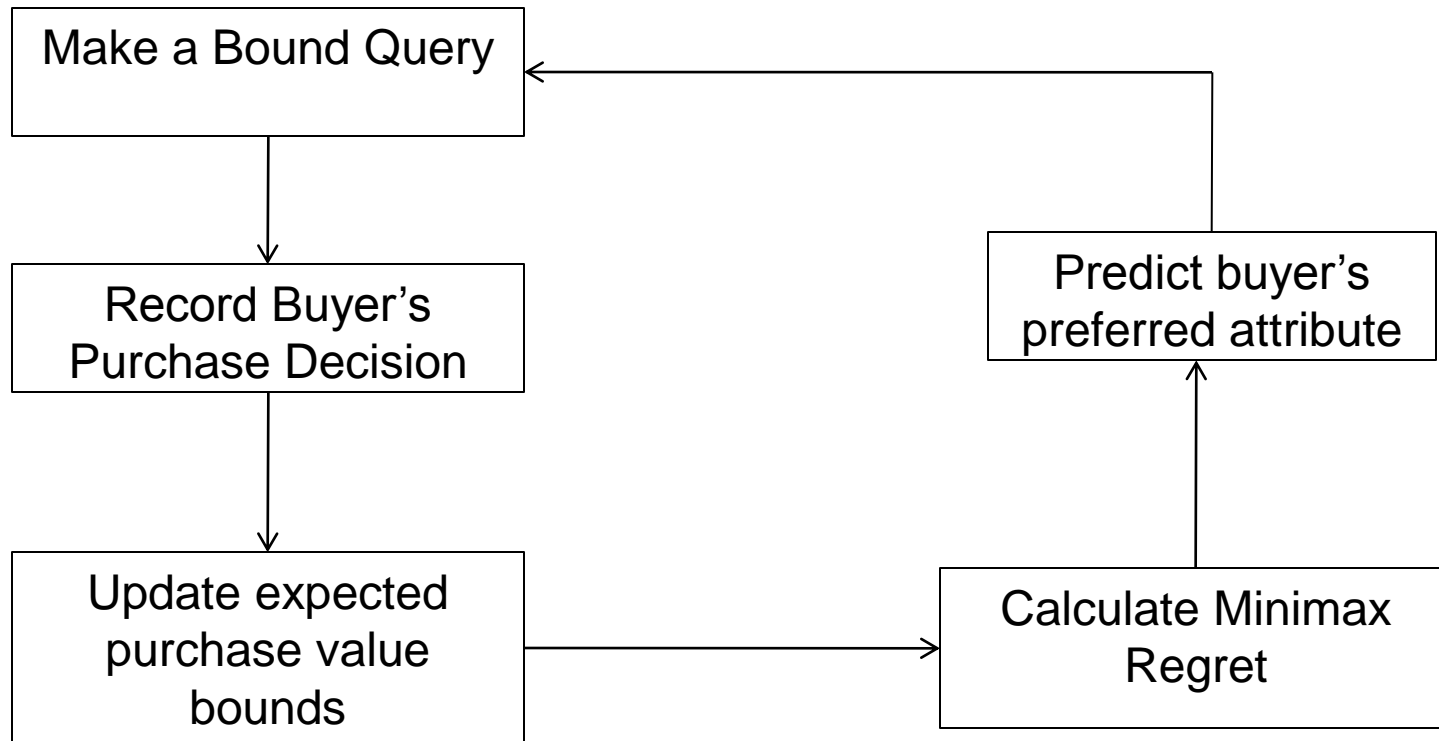 Make a Bound Query
Record Buyer’s
Purchase Decision
Update expected
purchase value
bounds
Calculate Minimax
Regret
Predict buyer’s
preferred attribute